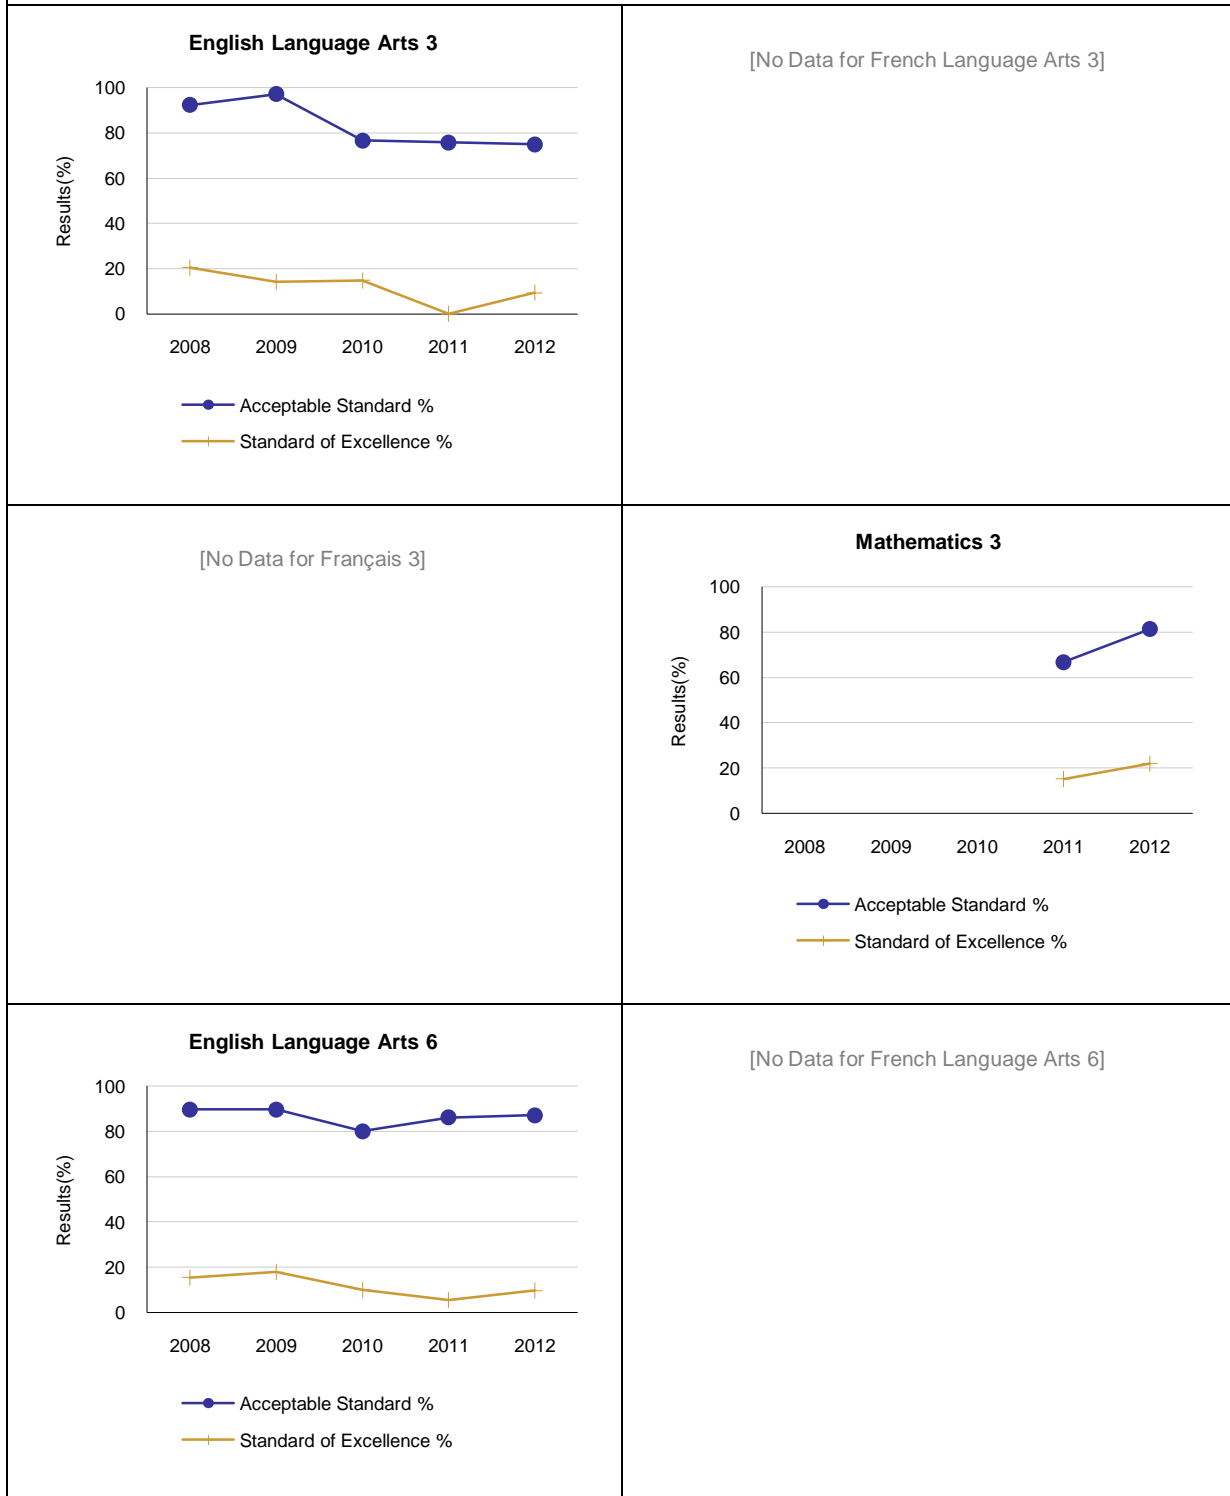 English Language Arts 3
100
80
60
40
20
0
Results(%)
2008 2009 2010 2011 2012
Acceptable Standard %
Standard of Excellence %
[No Data for French Language Arts 3]
[No Data for Français 3]
Mathematics 3
100
80
60
40
20
0
Results(%)
2008 2009 2010 2011 2012
Acceptable Standard %
Standard of Excellence %
English Language Arts 6
100
80
60
40
20
0
Results(%)
2008 2009 2010 2011 2012
Acceptable Standard %
Standard of Excellence %
[No Data for French Language Arts 6]